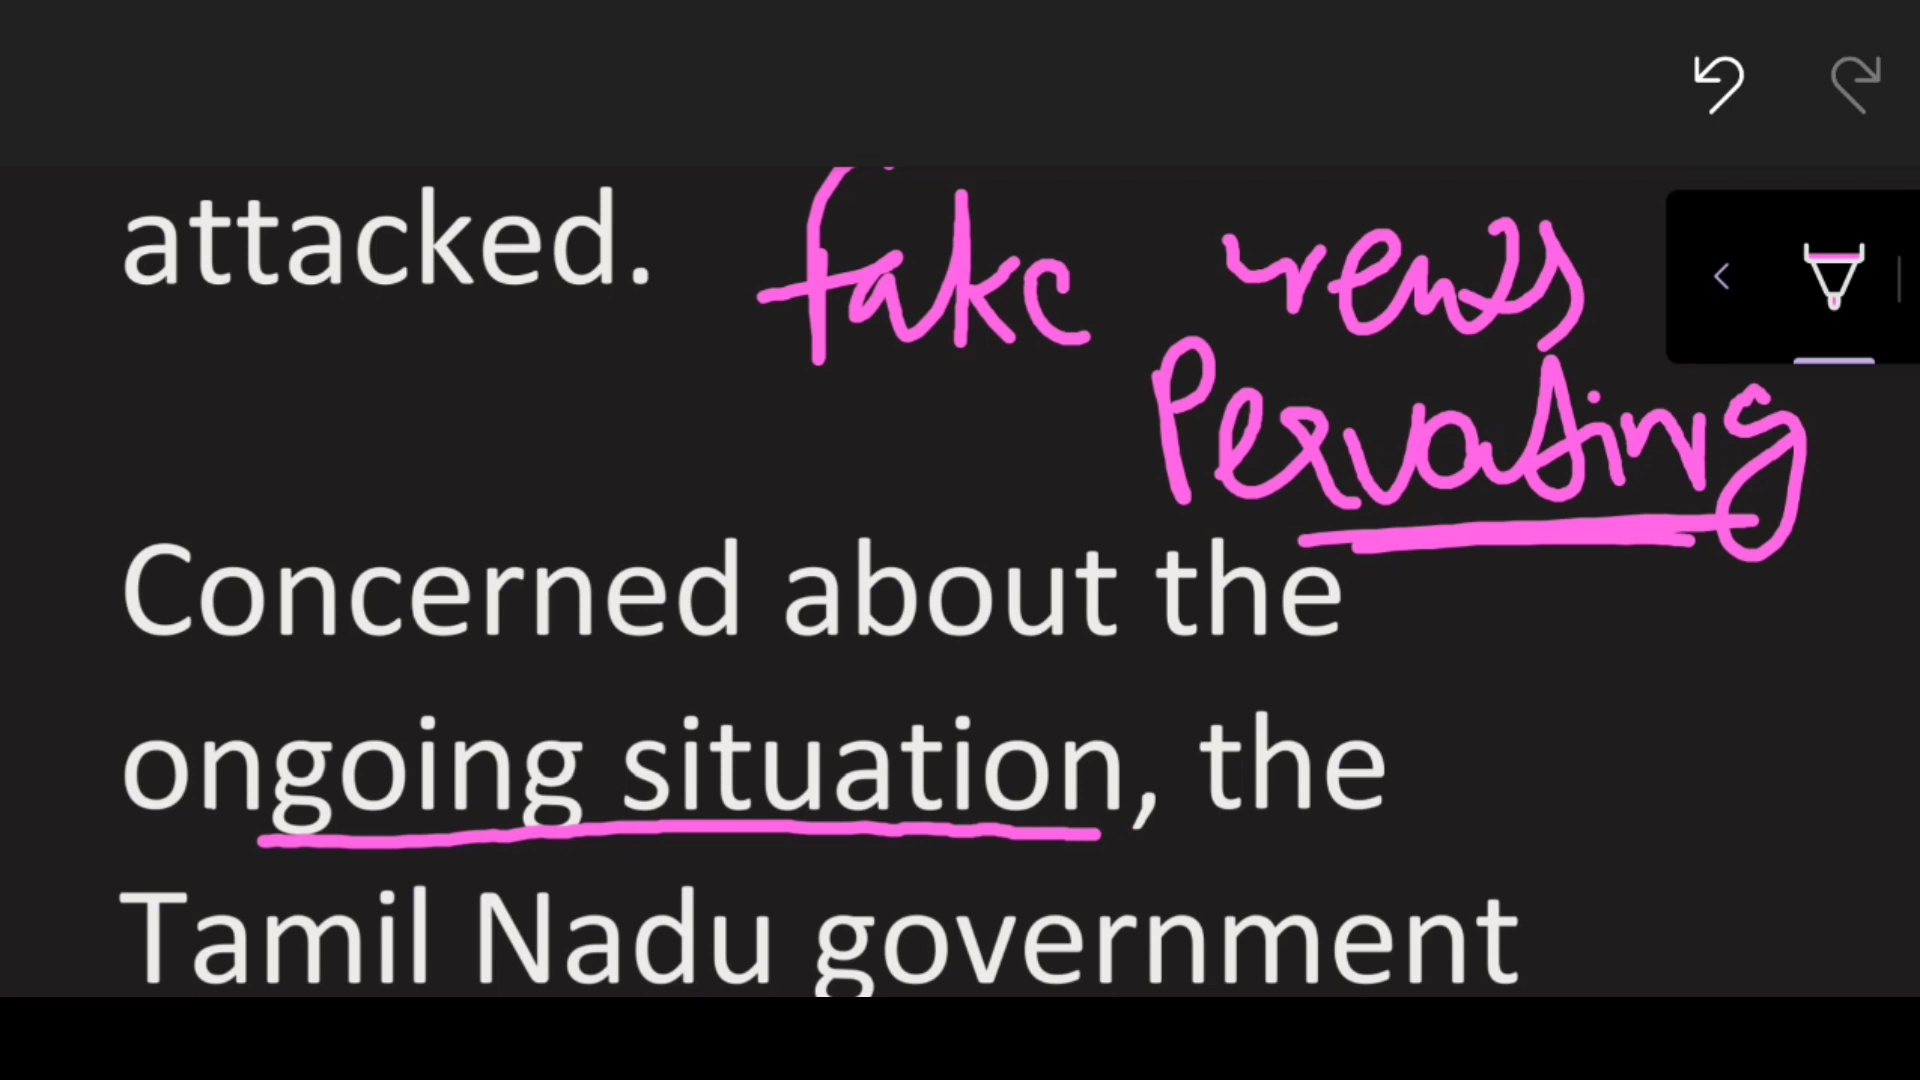 attacked. fake news
Pervading
Concerned about the
ongoing situation, the
Tamil Nadu government